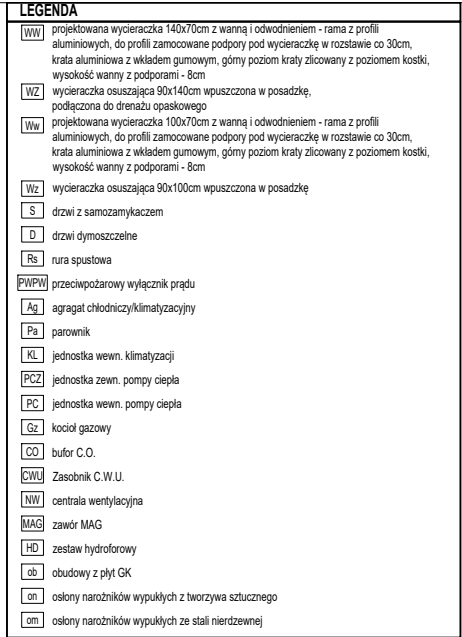 LEGENDA
WW projektowana wycieraczka 140x70cm z wanną i odwodnieniem - rama z profili
aluminiowych, do profili zamocowane podpory pod wycieraczkę w rozstawie co 30cm,
krata aluminiowa z wkładem gumowym, górny poziom kraty zlicowany z poziomem kostki,
wysokość wanny z podporami - 8cm
WZ wycieraczka osuszająca 90x140cm wpuszczona w posadzkę,
podłączona do drenażu opaskowego
Ww projektowana wycieraczka 100x70cm z wanną i odwodnieniem - rama z profili
aluminiowych, do profili zamocowane podpory pod wycieraczkę w rozstawie co 30cm,
krata aluminiowa z wkładem gumowym, górny poziom kraty zlicowany z poziomem kostki,
wysokość wanny z podporami - 8cm
Wz wycieraczka osuszająca 90x100cm wpuszczona w posadzkę
S drzwi z samozamykaczem
D drzwi dymoszczelne
Rs rura spustowa
PWPW przeciwpożarowy wyłącznik prądu
Ag agragat chłodniczy/klimatyzacyjny
Pa parownik
KL jednostka wewn. klimatyzacji
PCZ jednostka zewn. pompy ciepła
PC jednostka wewn. pompy ciepła
Gz kocioł gazowy
CO bufor C.O.
CWU Zasobnik C.W.U.
NW centrala wentylacyjna
MAG zawór MAG
HD zestaw hydroforowy
ob obudowy z płyt GK
on osłony narożników wypukłych z tworzywa sztucznego
om osłony narożników wypukłych ze stali nierdzewnej